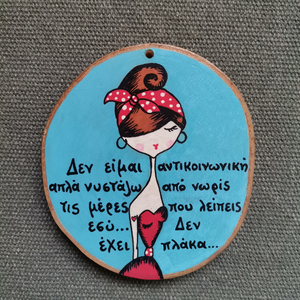 Δεν είμαι αντικοινωνική
απλά νυστάζω από νωρίς
τις μέρες που λείπεις
εσύ... Δεν
έχει πλάκα...